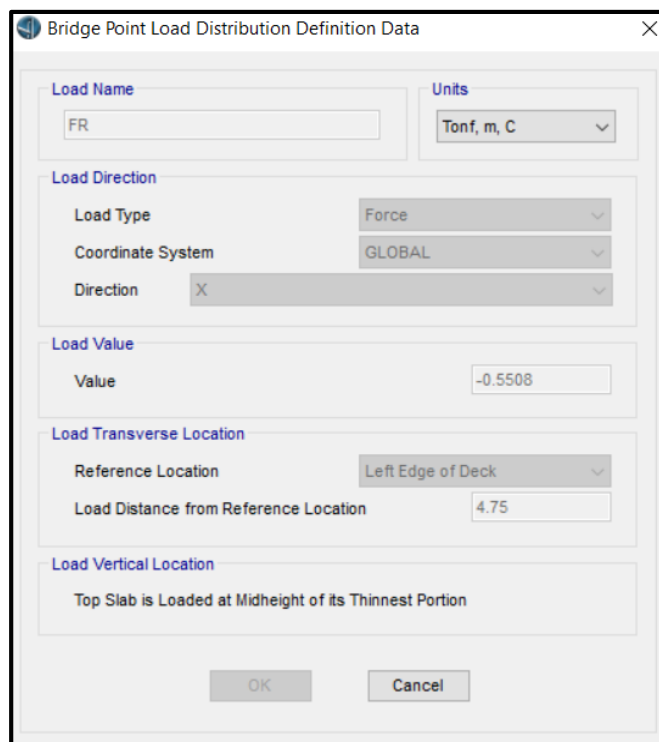 Bridge Point Load Distribution Definition Data
Load Name
Units
FR
Tonf, m, C
Load Direction
Load Type
Force
Coordinate System
GLOBAL
Direction
X
Load Value
Value
-0.5508
Load Transverse Location
Reference Location
Left Edge of Deck
Load Distance from Reference Location
4.75
Load Vertical Location
Top Slab is Loaded at Midheight of its Thinnest Portion
OK
Cancel